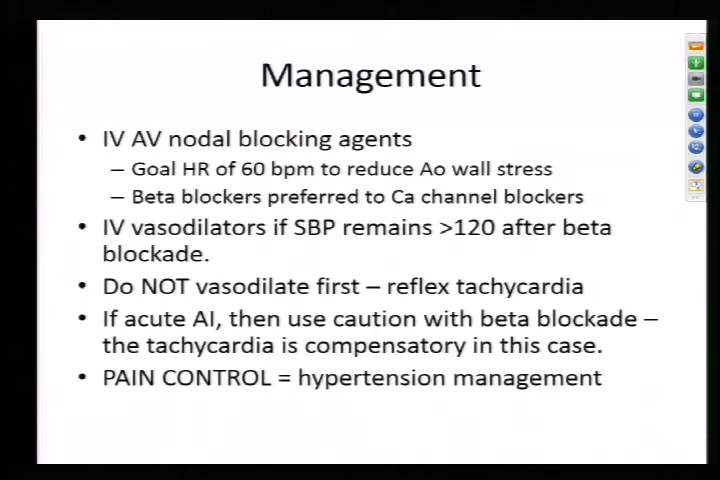 Management
• IV AV nodal blocking agents
– Goal HR of 60 bpm to reduce Ao wall stress
– Beta blockers preferred to Ca channel blockers
• IV vasodilators if SBP remains >120 after beta
blockade.
• Do NOT vasodilate first – reflex tachycardia
• If acute AI, then use caution with beta blockade –
the tachycardia is compensatory in this case.
• PAIN CONTROL = hypertension management